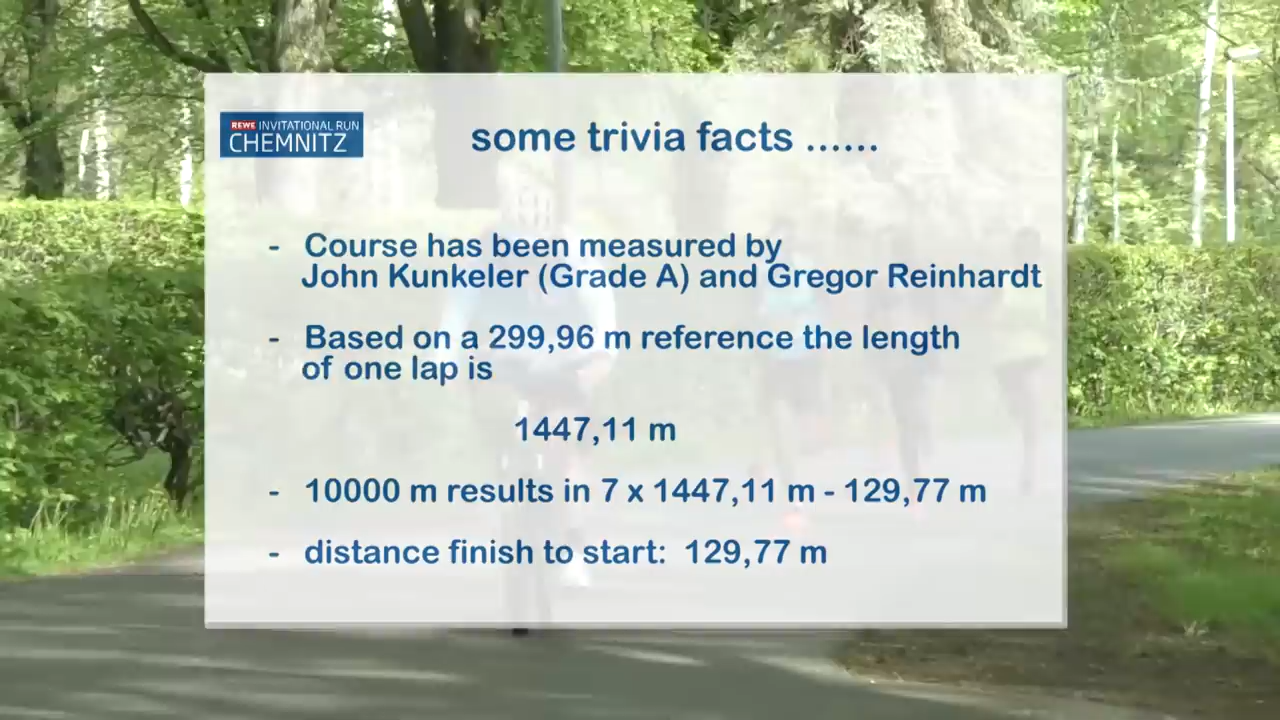 REWE INVITATIONAL RUN
CHEMNITZ
some trivia facts ......
- Course has been measured by
John Kunkeler (Grade A) and Gregor Reinhardt
- Based on a 299,96 m reference the length
of one lap is
1447,11 m
- 10000 m results in 7 x 1447,11 m - 129,77 m
- distance finish to start: 129,77 m